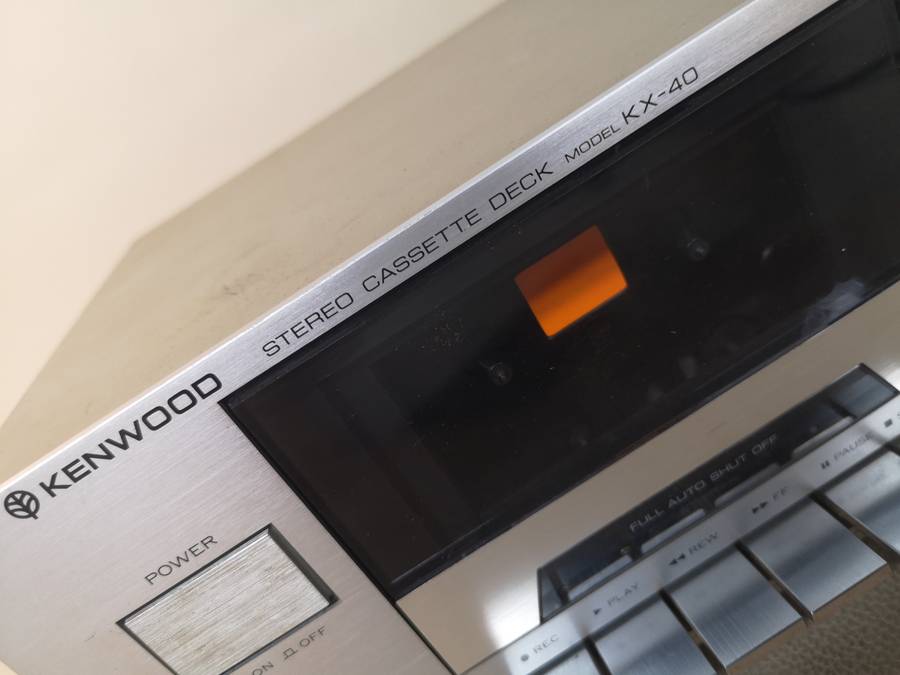 KENWOOD
STEREO CASSETTE DECK MODEL KX-40
POWER
ON OFF
FULL AUTO SHUT OFF
REC
PLAY
REW
FF
PAUSE